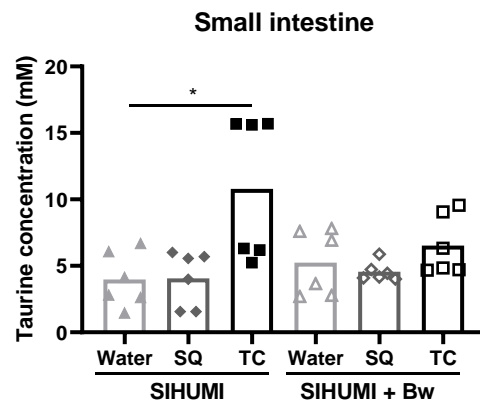 Small intestine
Taurine concentration (mM)
20
15
10
5
0
*
Water SQ TC Water SQ TC
SIHUMI SIHUMI + Bw